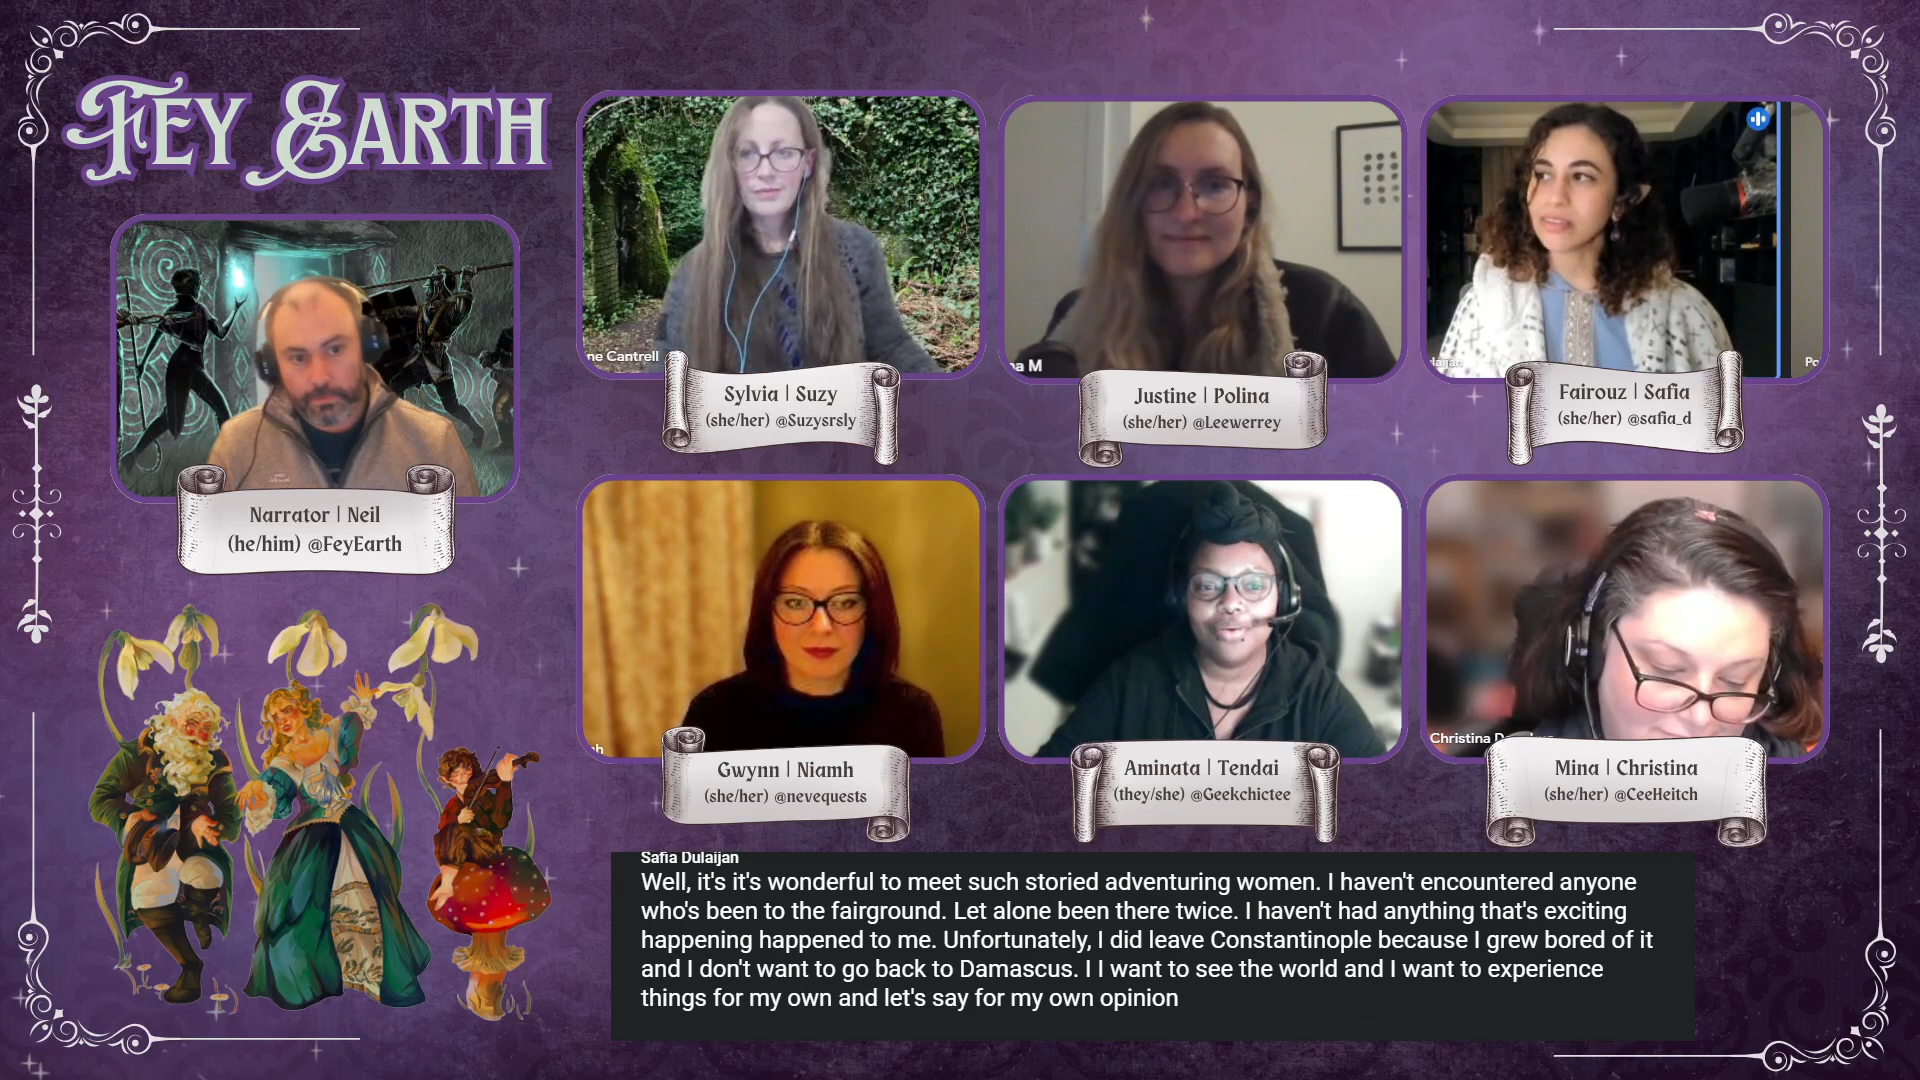 FEY EARTH
ne Cantrell
Sylvia | Suzy
(she/her) @Suzysrsly
na M
Justine | Polina
(she/her) @Leewerrey
Fairouz | Safia
(she/her) @safia_d
Po
Narrator | Neil
(he/him) @FeyEarth
Gwynn | Niamh
(she/her) @nevequests
Aminata | Tendai
(they/she) @Geekchictee
Christina
Mina | Christina
(she/her) @CeeHeitch
Safia Dulaijan
Well, it's it's wonderful to meet such storied adventuring women. I haven't encountered anyone
who's been to the fairground. Let alone been there twice. I haven't had anything that's exciting
happening happened to me. Unfortunately, I did leave Constantinople because I grew bored of it
and I don't want to go back to Damascus. I I want to see the world and I want to experience
things for my own and let's say for my own opinion